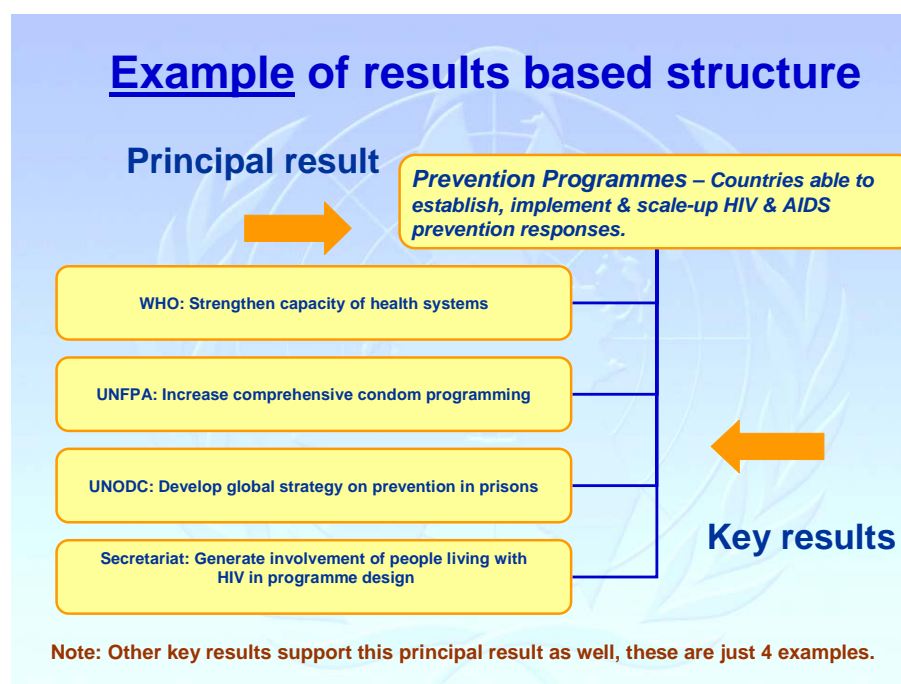 Example of results based structure
Principal result
Prevention Programmes – Countries able to
establish, implement & scale-up HIV & AIDS
prevention responses.
WHO: Strengthen capacity of health systems
UNFPA: Increase comprehensive condom programming
UNODC: Develop global strategy on prevention in prisons
Key results
Secretariat: Generate involvement of people living with
HIV in programme design
Note: Other key results support this principal result as well, these are just 4 examples.